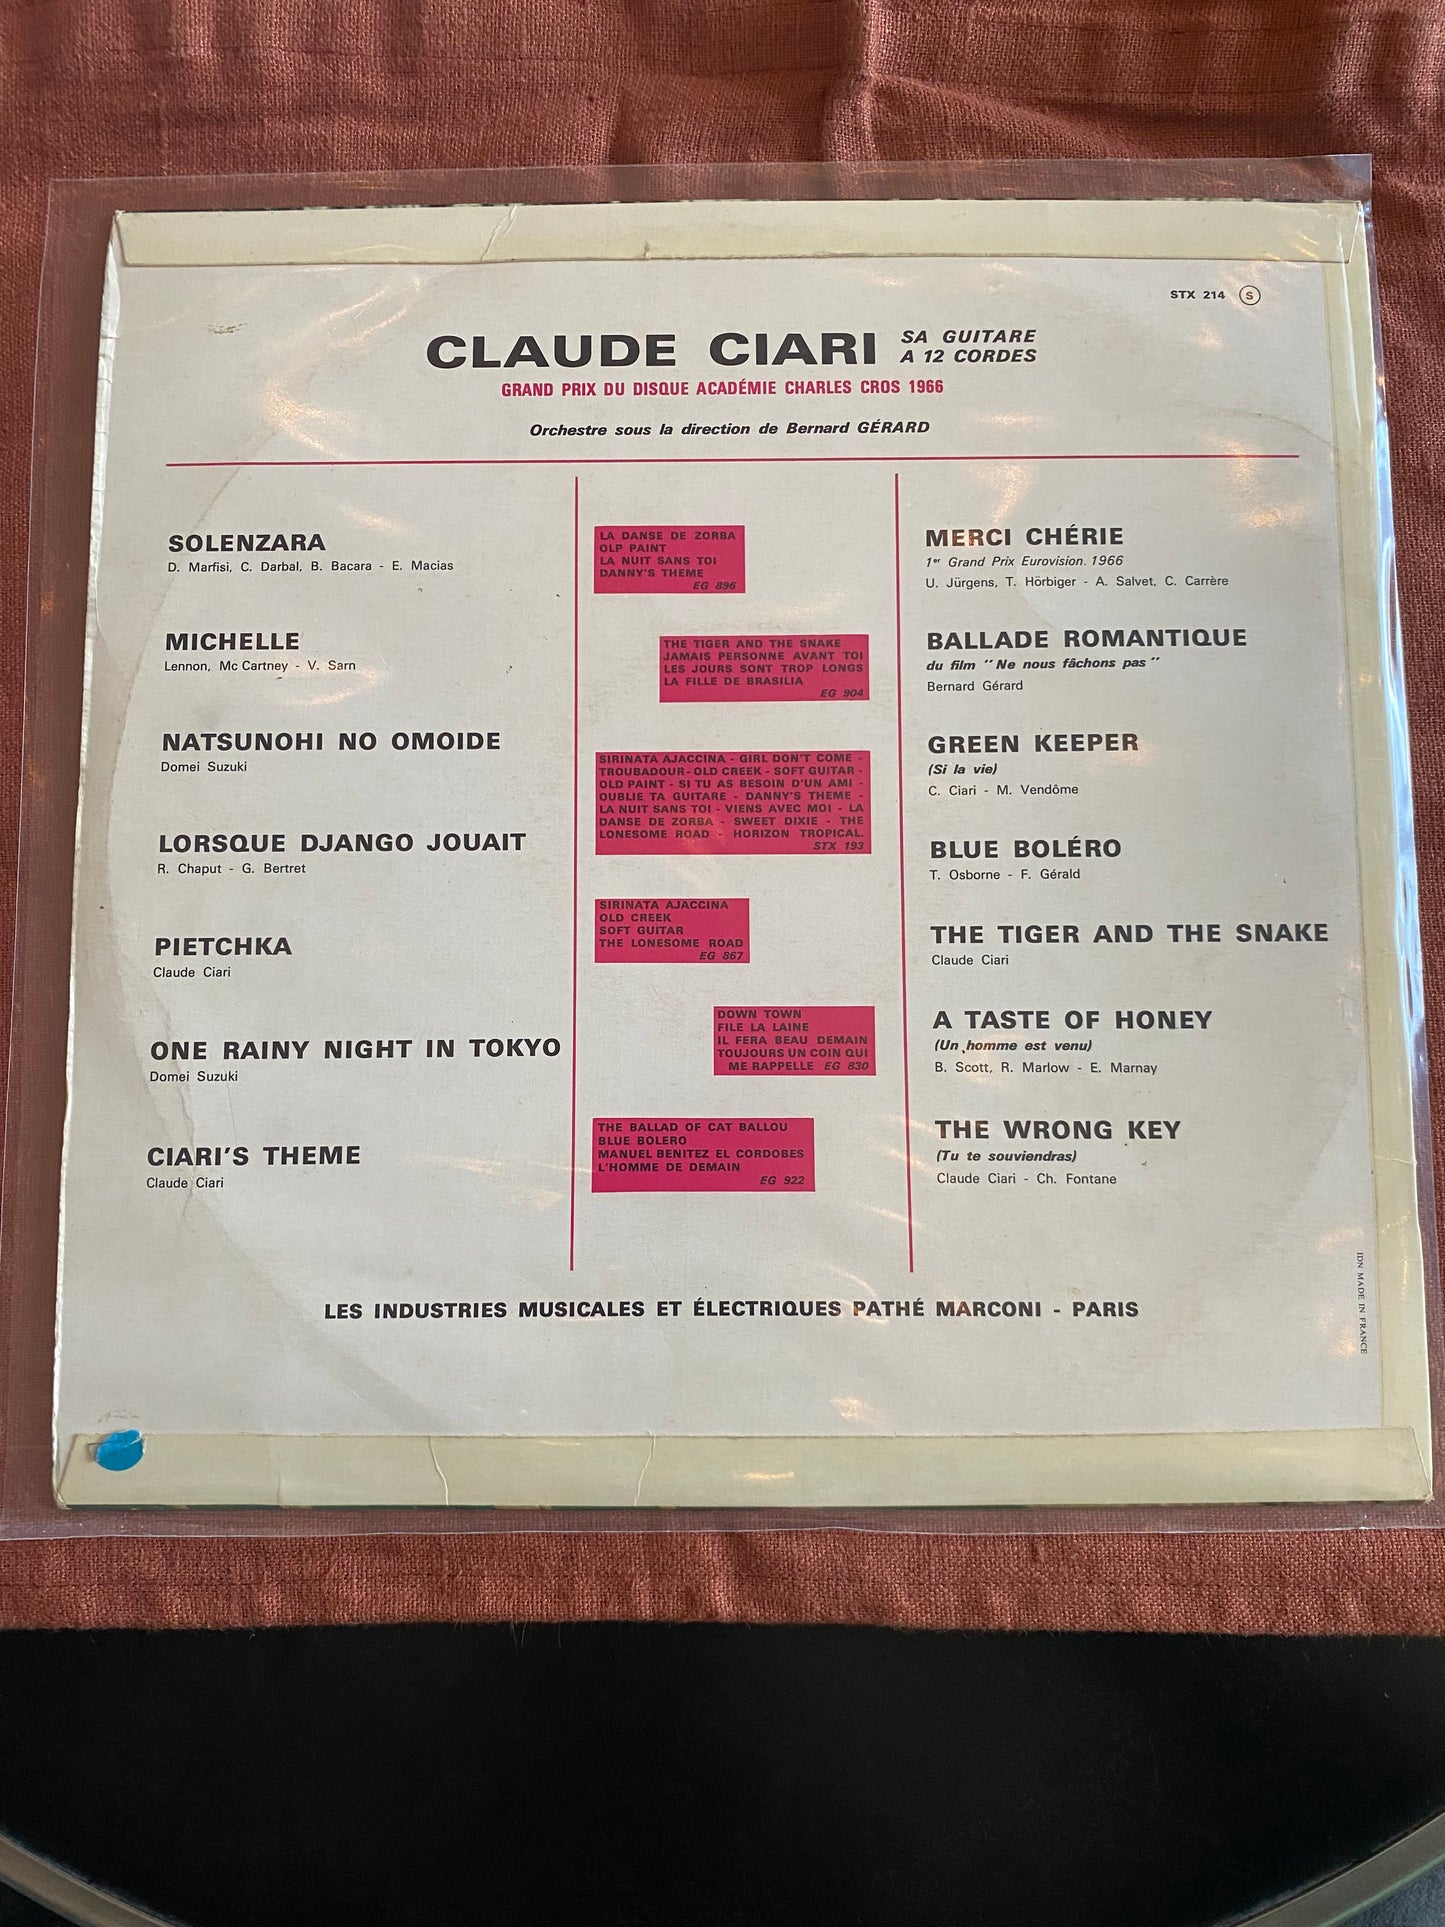 STX 214 S
CLAUDE CIARI SA GUITARE
A 12 CORDES
GRAND PRIX DU DISQUE ACADÉMIE CHARLES CROS 1966
Orchestre sous la direction de Bernard GÉRARD
SOLENZARA
D. Marfisi, C. Darbal, B. Bacara - E. Macias
MICHELLE
Lennon, Mc Cartney - V. Sarn
NATSUNOHI NO OMOIDE
Domei Suzuki
LORSQUE DJANGO JOUAIT
R. Chaput - G. Bertret
PIETCHKA
Claude Ciari
ONE RAINY NIGHT IN TOKYO
Domei Suzuki
CIARI'S THEME
Claude Ciari
LA DANSE DE ZORBA
OLP PAINT
LA NUIT SANS TOI
DANNY'S THEME
EG 896
THE TIGER AND THE SNAKE
JAMAIS PERSONNE AVANT TOI
LES JOURS SONT TROP LONGS
LA FILLE DE BRASILIA
EG 904
SIRINATA AJACCINA - GIRL DON'T COME -
TROUBADOUR - OLD CREEK - SOFT GUITAR -
OLD PAINT - SI TU AS BESOIN D'UN AMI -
OUBLIE TA GUITARE - DANNY'S THEME -
LA NUIT SANS TOI - VIENS AVEC MOI - LA
DANSE DE ZORBA - SWEET DIXIE - THE
LONESOME ROAD - HORIZON TROPICAL.
STX 193
SIRINATA AJACCINA
OLD CREEK
SOFT GUITAR
THE LONESOME ROAD
EG 867
DOWN TOWN
FILE LA LAINE
IL FERA BEAU DEMAIN
TOUJOURS UN COIN QUI
ME RAPPELLE EG 830
THE BALLAD OF CAT BALLOU
BLUE BOLERO
MANUEL BENITEZ EL CORDOBES
L'HOMME DE DEMAIN
EG 922
MERCI CHÉRIE
1er Grand Prix Eurovision. 1966
U. Jürgens, T. Hörbiger - A. Salvet, C. Carrère
BALLADE ROMANTIQUE
du film "Ne nous fâchons pas"
Bernard Gérard
GREEN KEEPER
(Si la vie)
C. Ciari - M. Vendôme
BLUE BOLÉRO
T. Osborne - F. Gérald
THE TIGER AND THE SNAKE
Claude Ciari
A TASTE OF HONEY
(Un homme est venu)
B. Scott, R. Marlow - E. Marnay
THE WRONG KEY
(Tu te souviendras)
Claude Ciari - Ch. Fontane
LES INDUSTRIES MUSICALES ET ÉLECTRIQUES PATHÉ MARCONI - PARIS
IDN MADE IN FRANCE